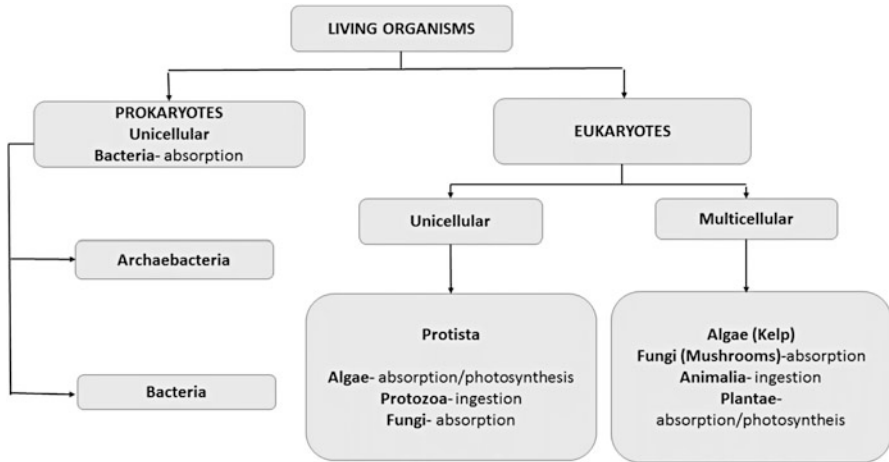 LIVING ORGANISMS
PROKARYOTES
Unicellular
Bacteria- absorption
EUKARYOTES
Unicellular
Multicellular
Archaebacteria
Bacteria
Protista
Algae- absorption/photosynthesis
Protozoa- ingestion
Fungi- absorption
Algae (Kelp)
Fungi (Mushrooms)-absorption
Animalia- ingestion
Plantae-
absorption/photosyntheis